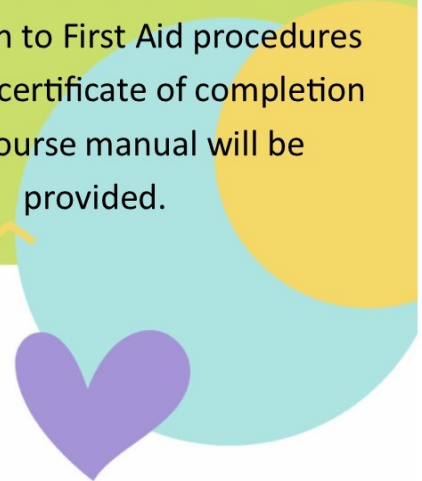 n to First Aid procedures
certificate of completion
ourse manual will be
provided.